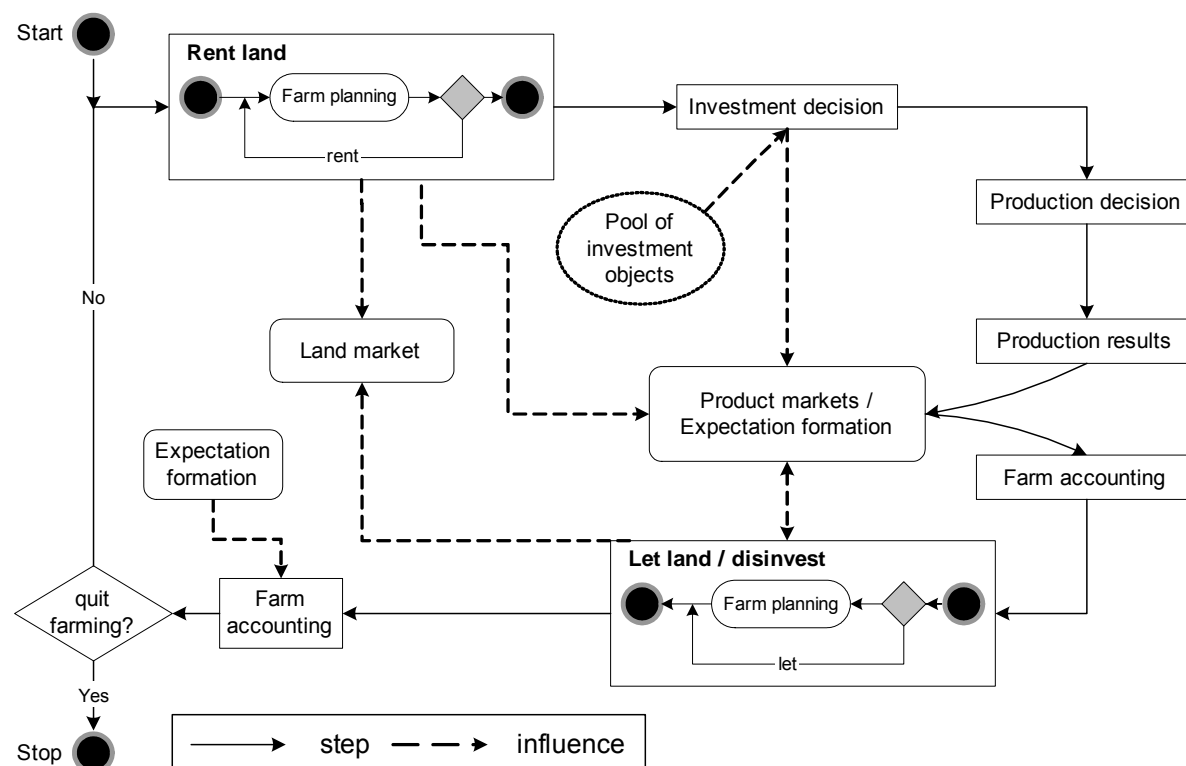 Start
Rent land
Farm planning
rent
Investment decision
Production decision
Pool of
investment
objects
No
Land market
Production results
Product markets /
Expectation formation
Expectation
formation
Farm accounting
Let land / disinvest
quit
farming?
Farm
accounting
Farm planning
let
Yes
Stop
step
influence